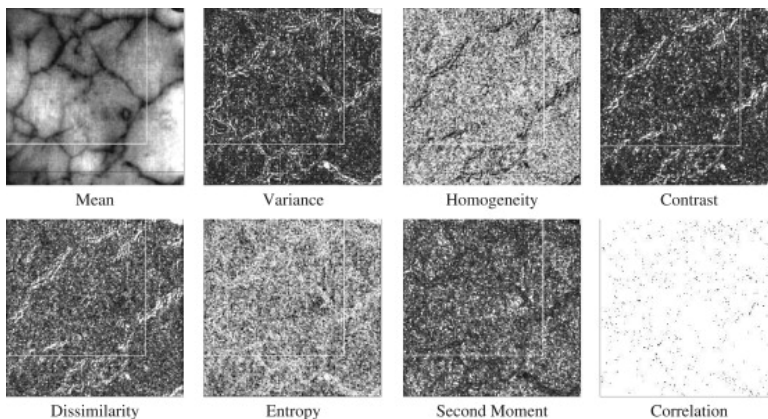 Mean
Variance
Homogeneity
Contrast
Dissimilarity
Entropy
Second Moment
Correlation